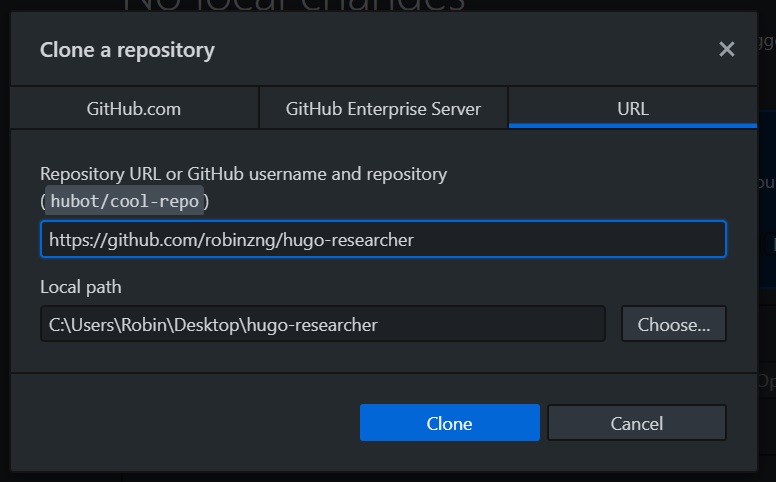 No local changes
Clone a repository
GitHub.com
GitHub Enterprise Server
URL
Repository URL or GitHub username and repository
(hubot/cool-repo)
https://github.com/robinzng/hugo-researcher
Local path
C:\Users\Robin\Desktop\hugo-researcher
Choose...
Clone
Cancel